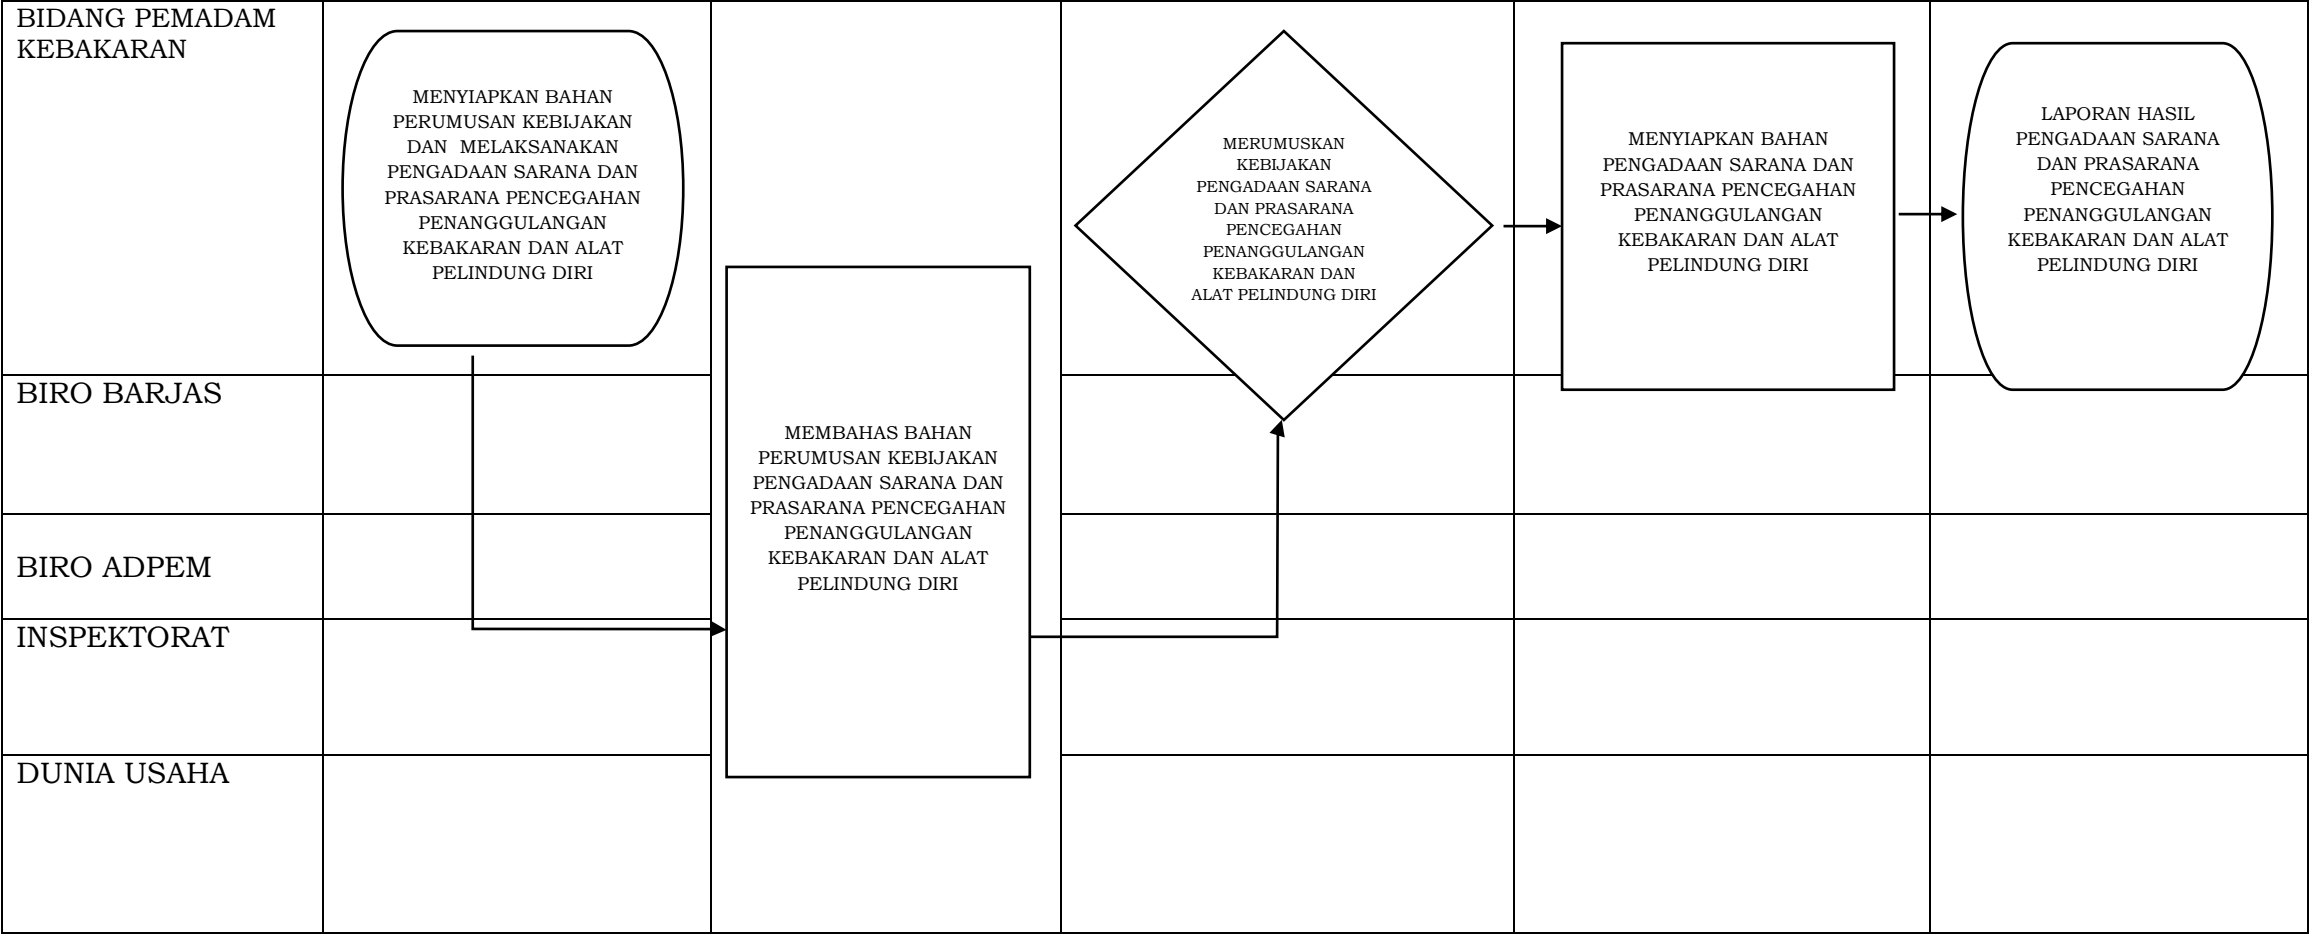 BIDANG PEMADAM
KEBAKARAN
MENYIAPKAN BAHAN
PERUMUSAN KEBIJAKAN
DAN MELAKSANAKAN
PENGADAAN SARANA DAN
PRASARANA PENCEGAHAN
PENANGGULANGAN
KEBAKARAN DAN ALAT
PELINDUNG DIRI
MEMBAHAS BAHAN
PERUMUSAN KEBIJAKAN
PENGADAAN SARANA DAN
PRASARANA PENCEGAHAN
PENANGGULANGAN
KEBAKARAN DAN ALAT
PELINDUNG DIRI
MERUMUSKAN
KEBIJAKAN
PENGADAAN SARANA
DAN PRASARANA
PENCEGAHAN
PENANGGULANGAN
KEBAKARAN DAN
ALAT PELINDUNG DIRI
MENYIAPKAN BAHAN
PENGADAAN SARANA DAN
PRASARANA PENCEGAHAN
PENANGGULANGAN
KEBAKARAN DAN ALAT
PELINDUNG DIRI
LAPORAN HASIL
PENGADAAN SARANA
DAN PRASARANA
PENCEGAHAN
PENANGGULANGAN
KEBAKARAN DAN ALAT
PELINDUNG DIRI
BIRO BARJAS
BIRO ADPEM
INSPEKTORAT
DUNIA USAHA